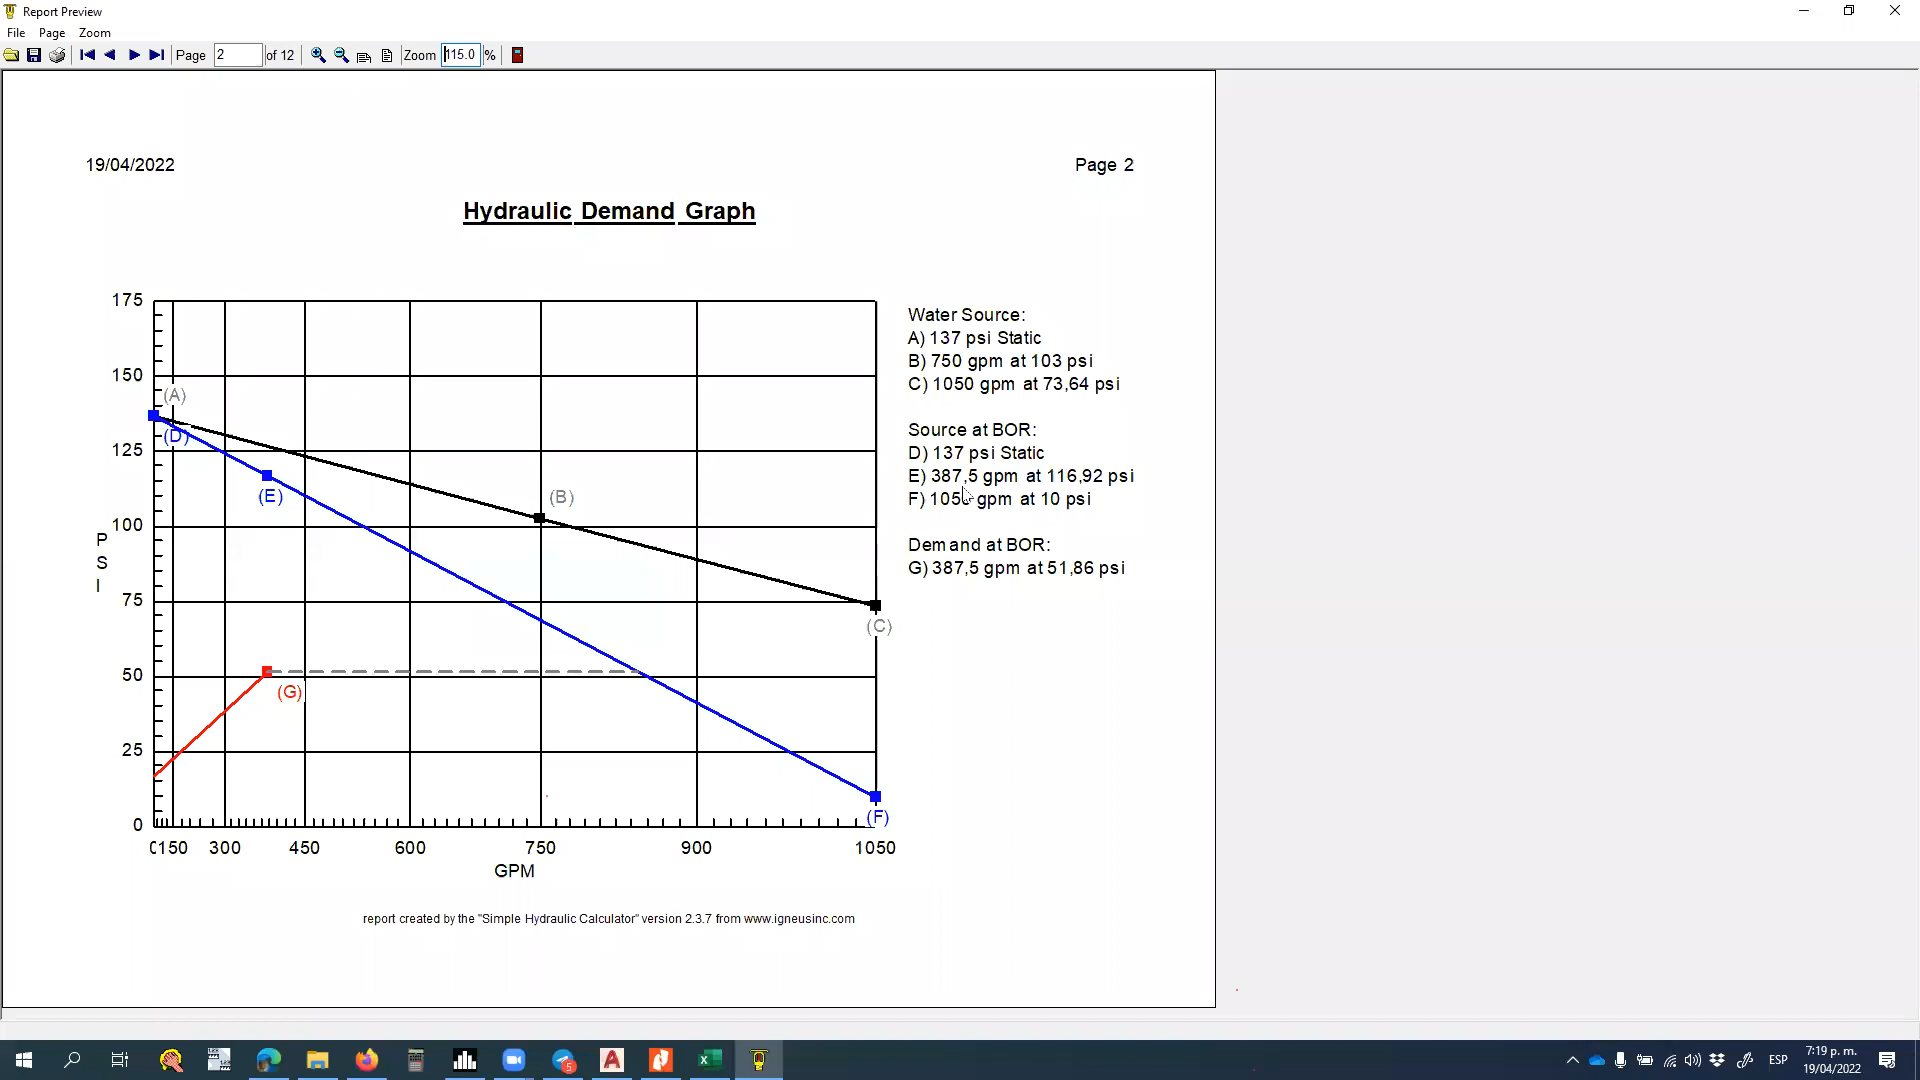 Report Preview
File Page Zoom
Page 2 of 12 Zoom 115.0 %
19/04/2022
Page 2
Hydraulic Demand Graph
175
150
125
100
75
50
25
0
PSI
(A)
(D)
(E)
(B)
(C)
(G)
(F)
150 300 450 600 750 900 1050
GPM
Water Source:
A) 137 psi Static
B) 750 gpm at 103 psi
C) 1050 gpm at 73,64 psi
Source at BOR:
D) 137 psi Static
E) 387,5 gpm at 116,92 psi
F) 1050 gpm at 10 psi
Demand at BOR:
G) 387,5 gpm at 51,86 psi
report created by the "Simple Hydraulic Calculator" version 2.3.7 from www.igneusinc.com
ESP
7:19 p. m.
19/04/2022